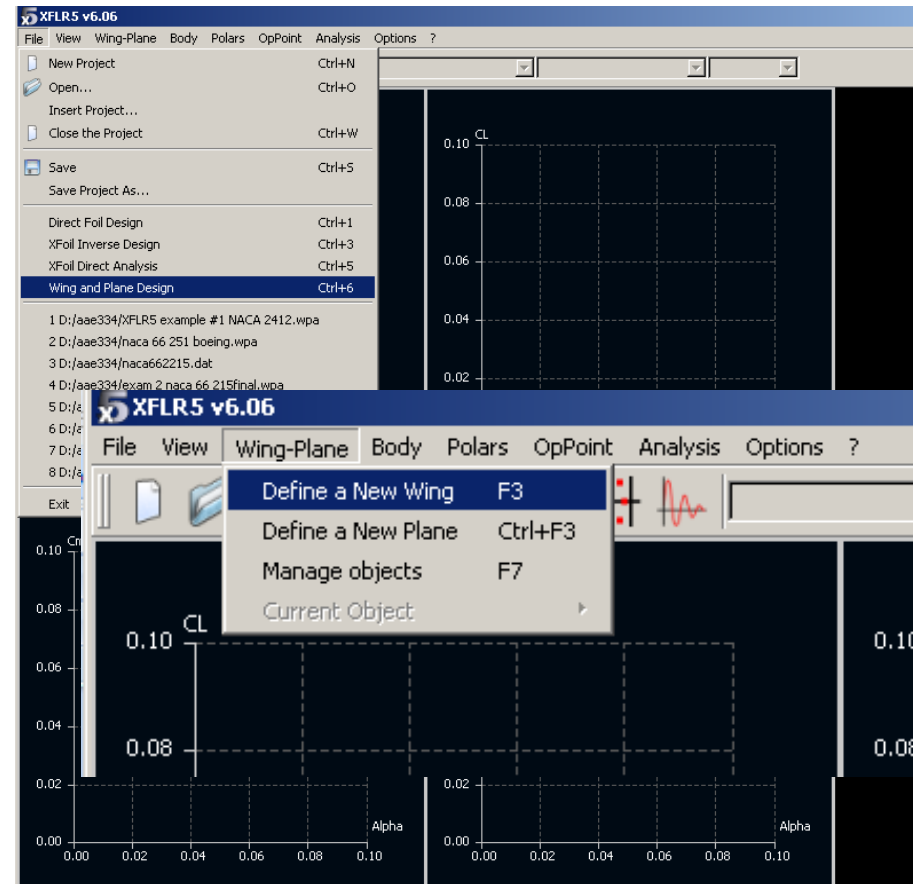 XFLR5 v6.06
File View Wing-Plane Body Polars OpPoint Analysis Options ?
New Project Ctrl+N
Open... Ctrl+O
Insert Project...
Close the Project Ctrl+W
Save Ctrl+S
Save Project As...
Direct Foil Design Ctrl+1
XFoil Inverse Design Ctrl+3
XFoil Direct Analysis Ctrl+5
Wing and Plane Design Ctrl+6
1 D:/aae334/XFLR5 example #1 NACA 2412.wpa
2 D:/aae334/naca 66 251 boeing.wpa
3 D:/aae334/naca662215.dat
4 D:/aae334/exam 2 naca 66 215final.wpa
5 D:/a
6 D:/a
7 D:/a
8 D:/a
Exit
CL
0.10
0.08
0.06
0.04
0.02
XFLR5 v6.06
File View Wing-Plane Body Polars OpPoint Analysis Options ?
Define a New Wing F3
Define a New Plane Ctrl+F3
Manage objects F7
Current Object
CL
0.10
0.08
0.10
0.08
0.10
0.08
0.06
0.04
0.02
0.00
Alpha
0.00 0.02 0.04 0.06 0.08 0.10
0.02
0.00
Alpha
0.00 0.02 0.04 0.06 0.08 0.10